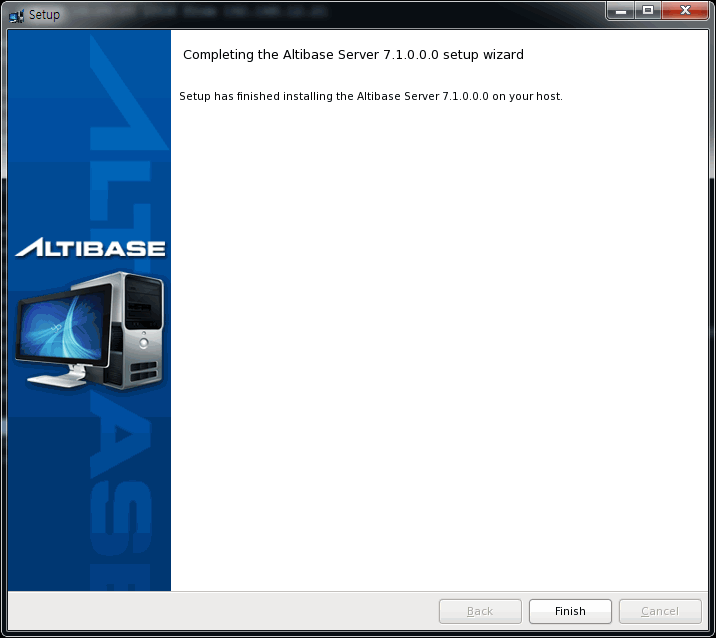 Setup
Completing the Altibase Server 7.1.0.0.0 setup wizard
Setup has finished installing the Altibase Server 7.1.0.0.0 on your host.
ALTIBASE
ALTIBASE
Back
Finish
Cancel